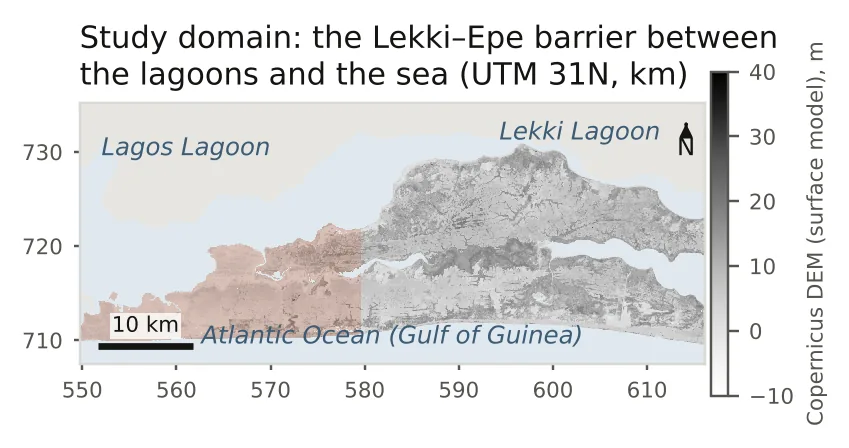 Study domain: the Lekki–Epe barrier between
the lagoons and the sea (UTM 31N, km)
Lagos Lagoon
Lekki Lagoon
N
10 km
Atlantic Ocean (Gulf of Guinea)
730
720
710
550
560
570
580
590
600
610
40
30
20
10
0
−10
Copernicus DEM (surface model), m